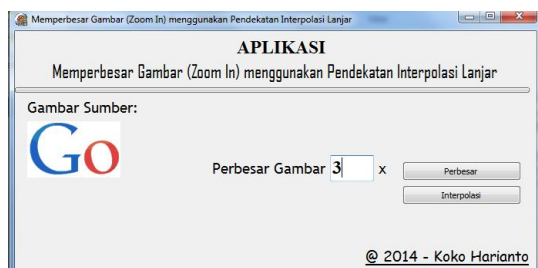 Memperbesar Gambar (Zoom In) menggunakan Pendekatan Interpolasi Lanjar
APLIKASI
Memperbesar Gambar (Zoom In) menggunakan Pendekatan Interpolasi Lanjar
Gambar Sumber:
Go
Perbesar Gambar 3 x
Perbesar
Interpolasi
@ 2014 - Koko Harianto